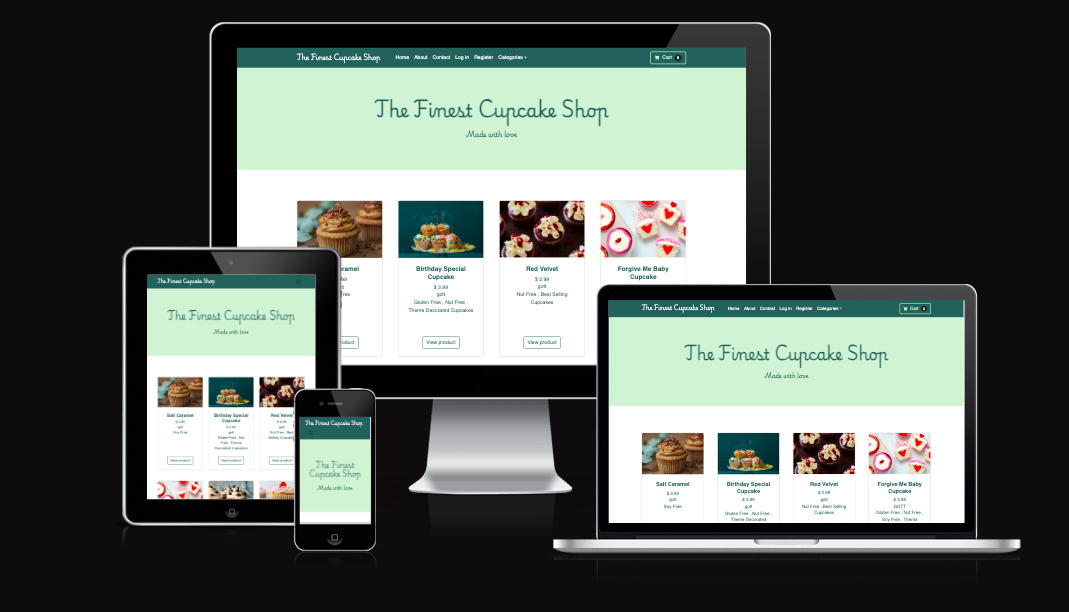 The Finest Cupcake Shop Home About Contact Log in Register Categories Cart 0
The Finest Cupcake Shop
Made with love
Birthday Special
Cupcake
$ 3.99
gott
Gluten Free , Nut Free ,
Theme Decorated Cupcakes
View product
Red Velvet
$ 2.99
gott
Nut Free , Best Selling
Cupcakes
View product
Forgive Me Baby
Cupcake
The Finest Cupcake Shop
The Finest Cupcake Shop
Made with love
Salt Caramel
$ 2.99
gott
Soy Free
View product
Birthday Special
Cupcake
$ 3.99
gott
Gluten Free , Nut
Free , Theme
Decorated Cupcakes
View product
Red Velvet
$ 2.99
gott
Nut Free , Best
Selling Cupcakes
View product
The Finest Cupcake Shop
The Finest
Cupcake Shop
Made with love
The Finest Cupcake Shop Home About Contact Log in Register Categories Cart 0
The Finest Cupcake Shop
Made with love
Salt Caramel
$ 2.99
gott
Soy Free
Birthday Special
Cupcake
$ 3.99
gott
Gluten Free , Nut Free ,
Theme Decorated
Red Velvet
$ 2.99
gott
Nut Free , Best Selling
Cupcakes
Forgive Me Baby
Cupcake
$ 3.99
GOTT
Gluten Free , Nut Free ,
Soy Free , Theme